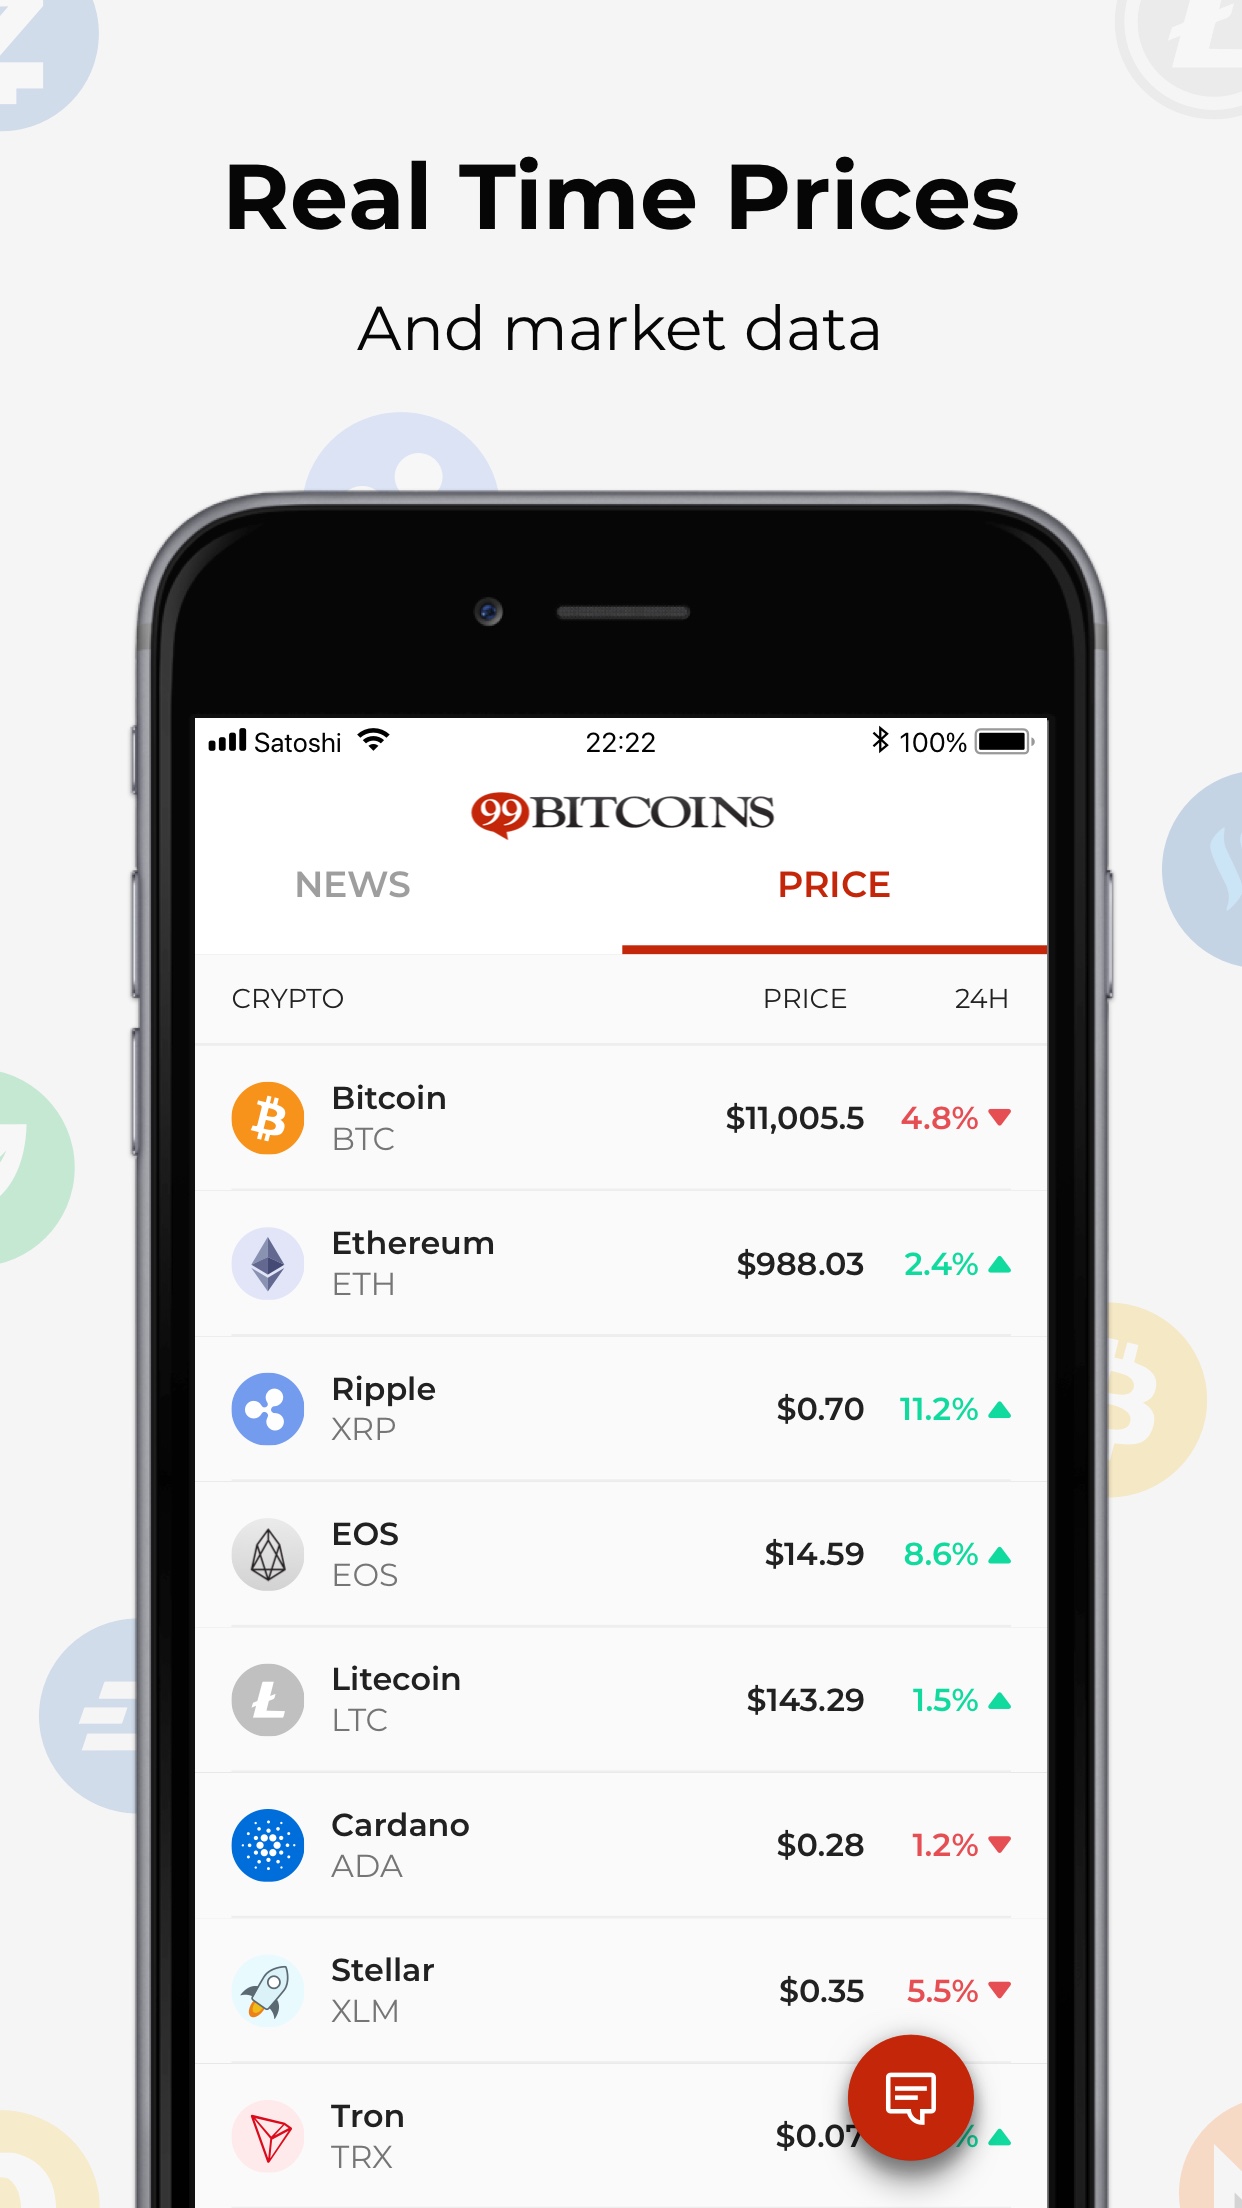 Real Time Prices
And market data
Satoshi 22:22 100%
99BITCOINS
NEWS PRICE
CRYPTO PRICE 24H
Bitcoin
BTC
$11,005.5 4.8%
Ethereum
ETH
$988.03 2.4%
Ripple
XRP
$0.70 11.2%
EOS
EOS
$14.59 8.6%
Litecoin
LTC
$143.29 1.5%
Cardano
ADA
$0.28 1.2%
Stellar
XLM
$0.35 5.5%
Tron
TRX
$0.07 %